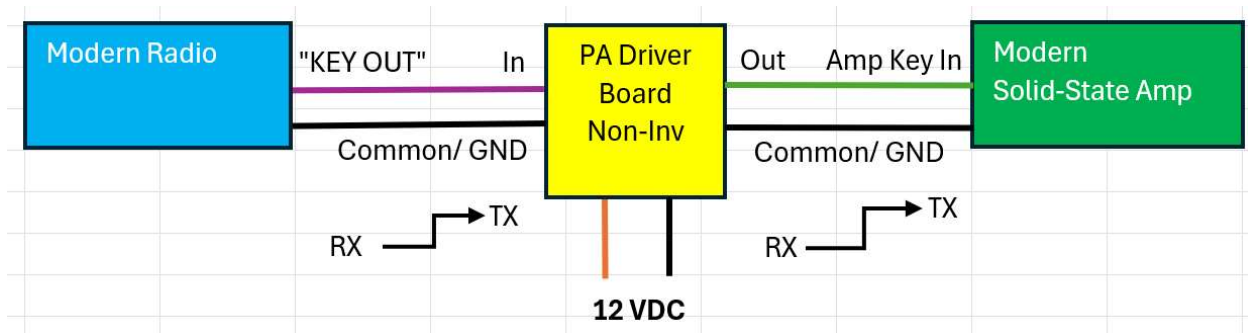 Modern Radio
"KEY OUT"
In
PA Driver
Board
Non-Inv
Out
Amp Key In
Modern
Solid-State Amp
Common/ GND
Common/ GND
RX
TX
RX
TX
12 VDC